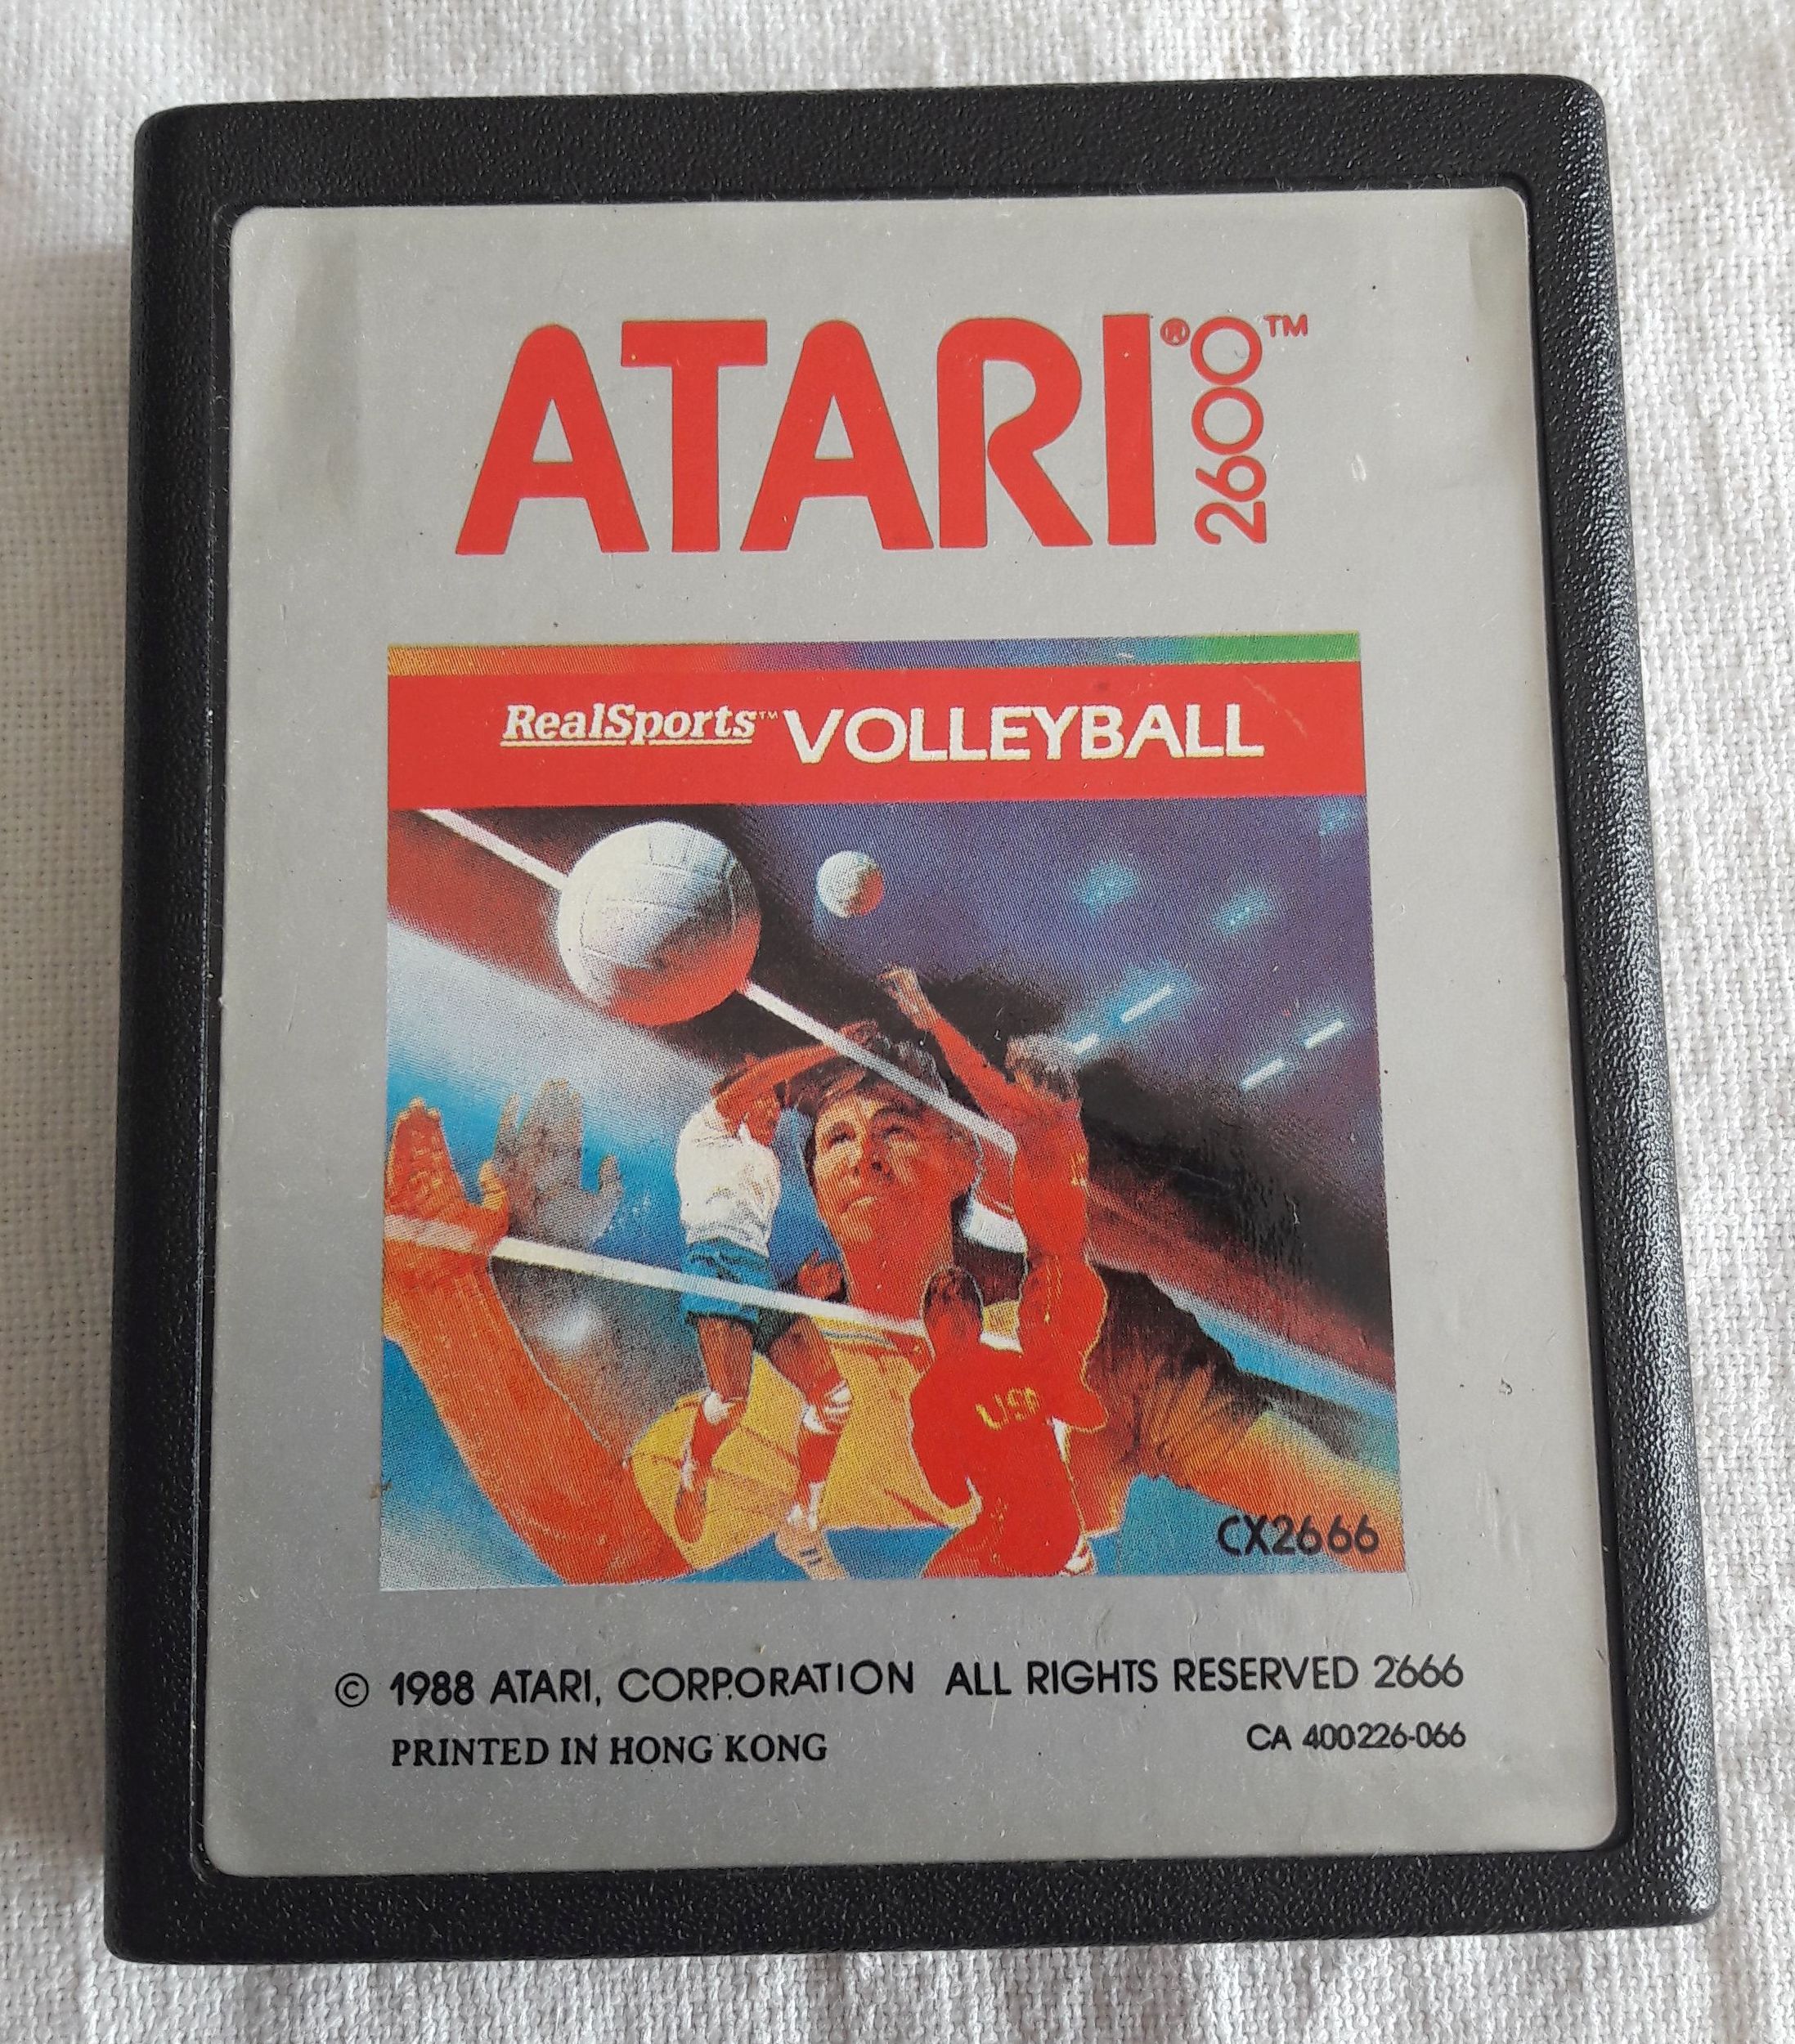 ATARI® 2600™
RealSports™ VOLLEYBALL
USA
CX2666
© 1988 ATARI, CORPORATION ALL RIGHTS RESERVED 2666
PRINTED IN HONG KONG CA 400226-066